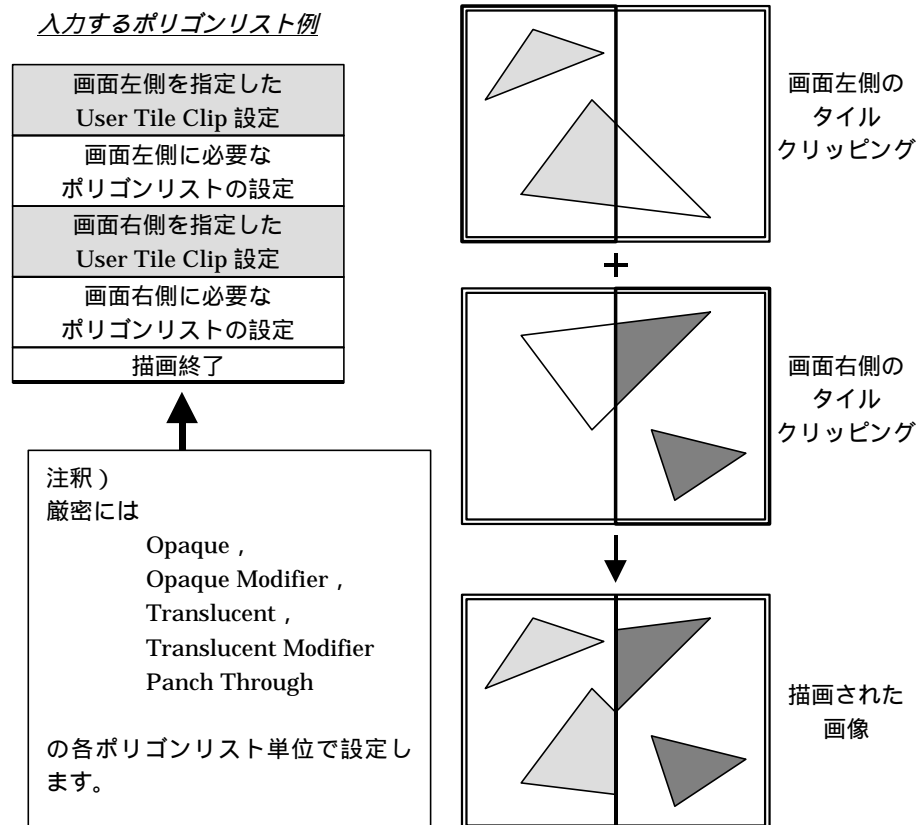 入力するポリゴンリスト例
画面左側を指定した
User Tile Clip 設定
画面左側に必要な
ポリゴンリストの設定
画面右側を指定した
User Tile Clip 設定
画面右側に必要な
ポリゴンリストの設定
描画終了
注釈）
厳密には
Opaque ,
Opaque Modifier ,
Translucent ,
Translucent Modifier
Panch Through
の各ポリゴンリスト単位で設定し
ます。
画面左側の
タイル
クリッピング
+
画面右側の
タイル
クリッピング
描画された
画像